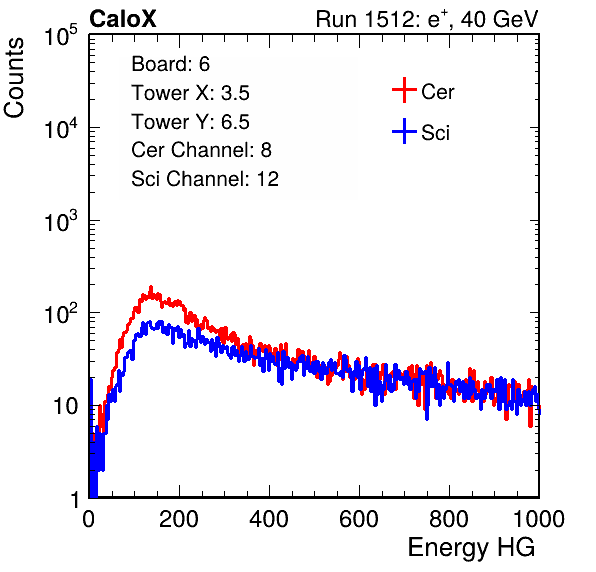 CaloX Run 1512: e⁺, 40 GeV
Counts
10⁵
10⁴
10³
10²
10
1
Board: 6
Tower X: 3.5
Tower Y: 6.5
Cer Channel: 8
Sci Channel: 12
Cer
Sci
0 200 400 600 800 1000
Energy HG